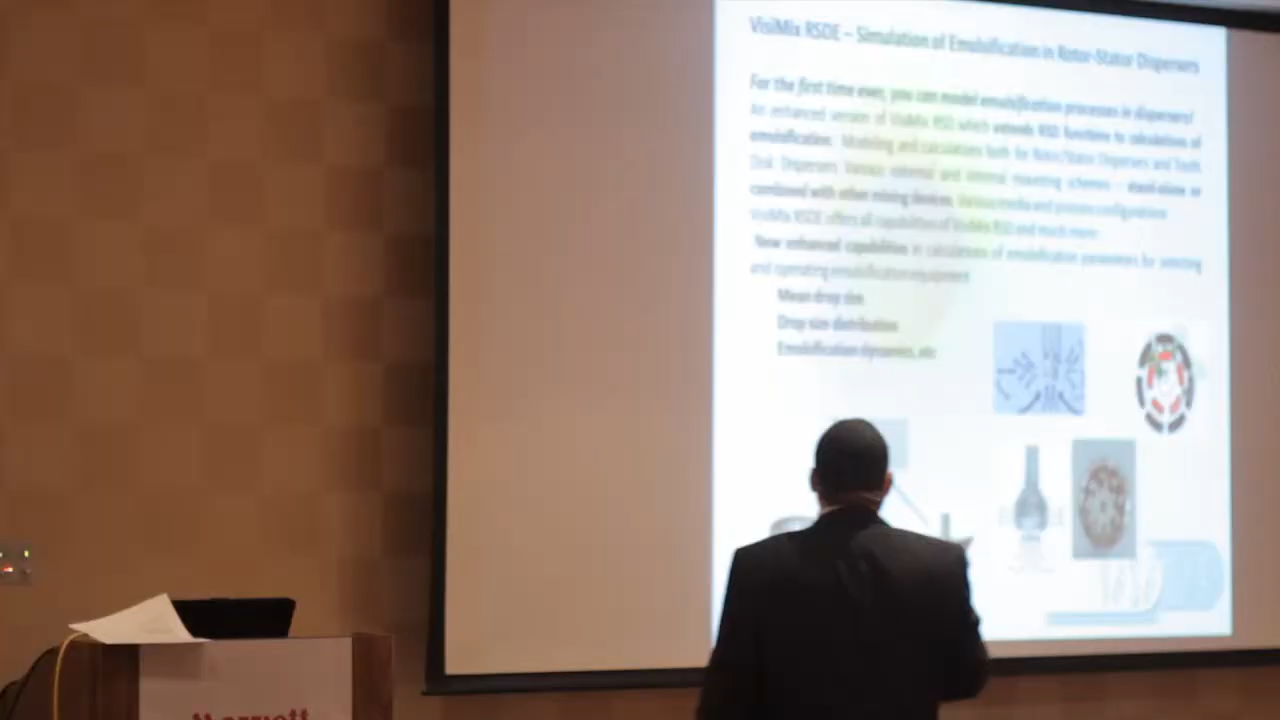 VisiMix RSDE – Simulation of Emulsification in Rotor-Stator Dispersers
For the first time ever, you can model emulsification processes in dispersers!
An enhanced version of VisiMix RSD which extends RSD functions to calculations of
emulsification. Modeling and calculations both for Rotor/Stator Dispersers and Tooth
Disk Dispersers. Various external and internal mounting schemes - stand-alone or
combined with other mixing devices, Various media and process configurations
VisiMix RSDE offers all capabilities of VisiMix RSD and much more:
New enhanced capabilities in calculations of emulsification parameters for selecting
and operating emulsification equipment
Mean drop size
Drop size distribution
Emulsification dynamics, etc
Marriott